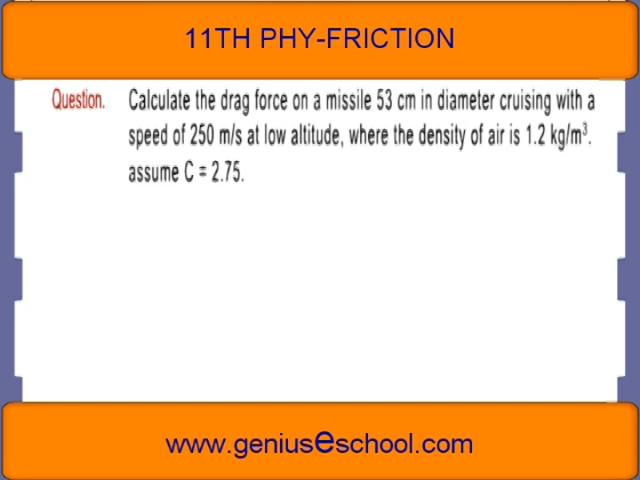 11TH PHY-FRICTION
Question. Calculate the drag force on a missile 53 cm in diameter cruising with a
speed of 250 m/s at low altitude, where the density of air is 1.2 kg/m³.
assume C = 2.75.
www.geniuseschool.com